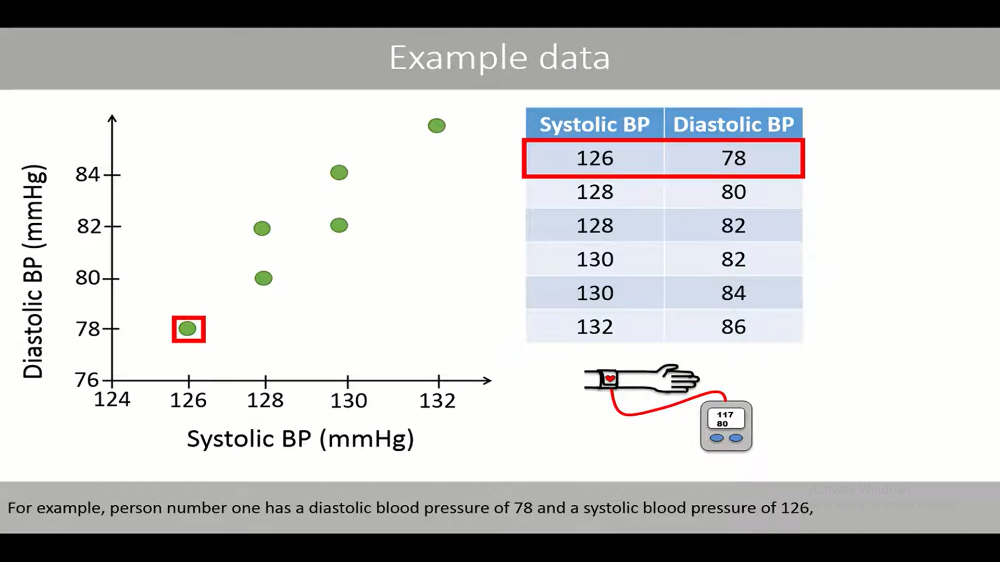 Example data
Diastolic BP (mmHg)
84
82
80
78
76
124 126 128 130 132
Systolic BP (mmHg)
Systolic BP Diastolic BP
126 78
128 80
128 82
130 82
130 84
132 86
117
80
Activate Windows
Go to Settings to activate Windows.
For example, person number one has a diastolic blood pressure of 78 and a systolic blood pressure of 126,